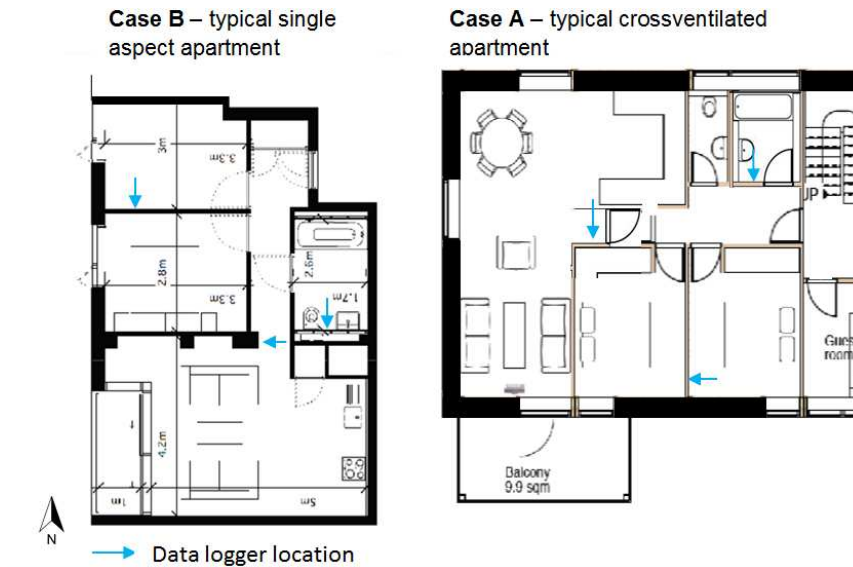 Case B – typical single
aspect apartment
Case A – typical crossventilated
apartment
3m
3.3m
2.8m
3.3m
2.6m
1.7m
4.2m
1m
5m
UP
Guest
room
Balcony
9.9 sqm
N
Data logger location